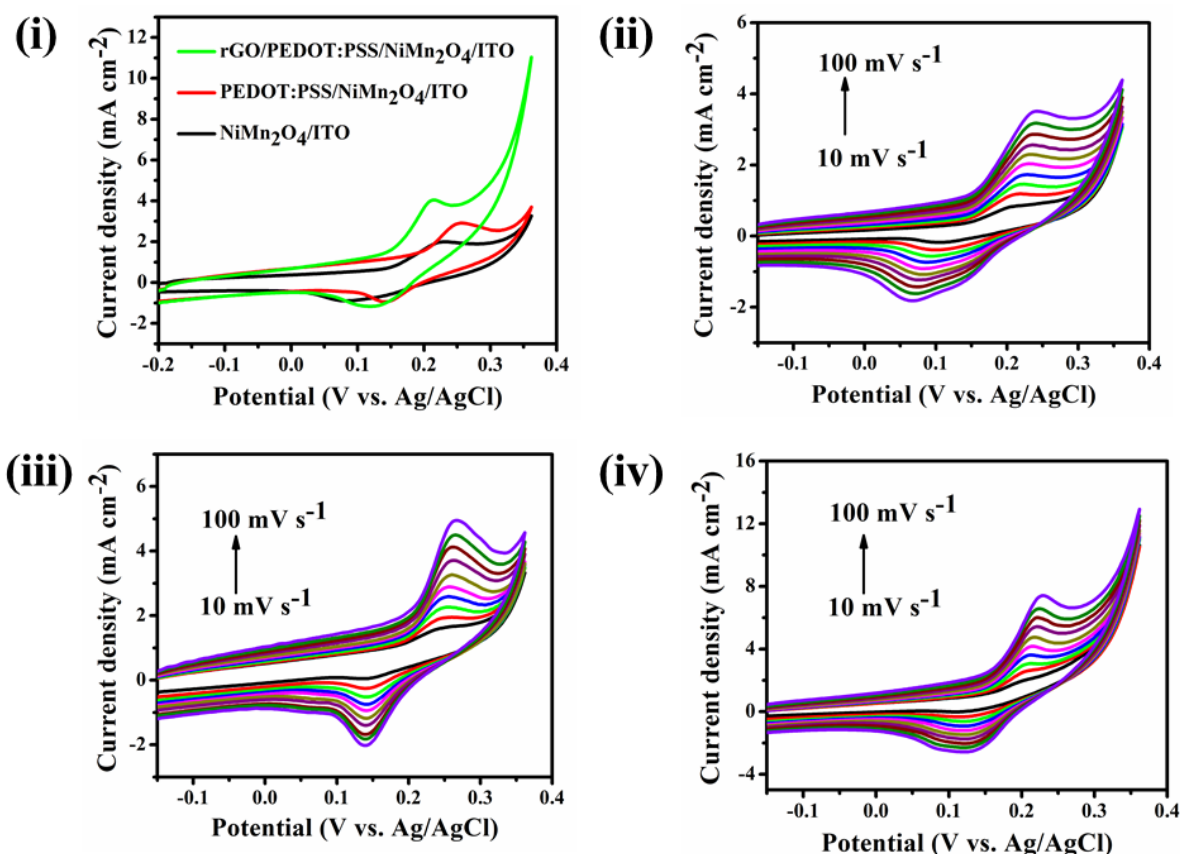 (i)
rGO/PEDOT:PSS/NiMn2O4/ITO
PEDOT:PSS/NiMn2O4/ITO
NiMn2O4/ITO
Current density (mA cm-2)
12
10
8
6
4
2
0
-2
-0.2
-0.1
0.0
0.1
0.2
0.3
0.4
Potential (V vs. Ag/AgCl)
(ii)
100 mV s-1
10 mV s-1
Current density (mA cm-2)
6
4
2
0
-2
-0.1
0.0
0.1
0.2
0.3
0.4
Potential (V vs. Ag/AgCl)
(iii)
100 mV s-1
10 mV s-1
Current density (mA cm-2)
6
4
2
0
-2
-0.1
0.0
0.1
0.2
0.3
0.4
Potential (V vs. Ag/AgCl)
(iv)
100 mV s-1
10 mV s-1
Current density (mA cm-2)
16
12
8
4
0
-4
-0.1
0.0
0.1
0.2
0.3
0.4
Potential (V vs. Ag/AgCl)